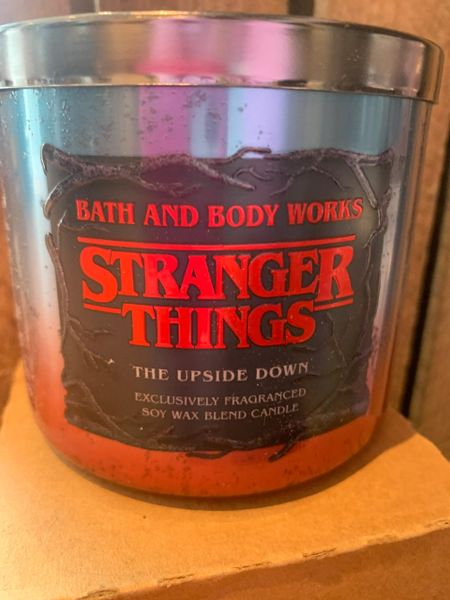 BATH AND BODY WORKS
STRANGER
THINGS
THE UPSIDE DOWN
EXCLUSIVELY FRAGRANCED
SOY WAX BLEND CANDLE